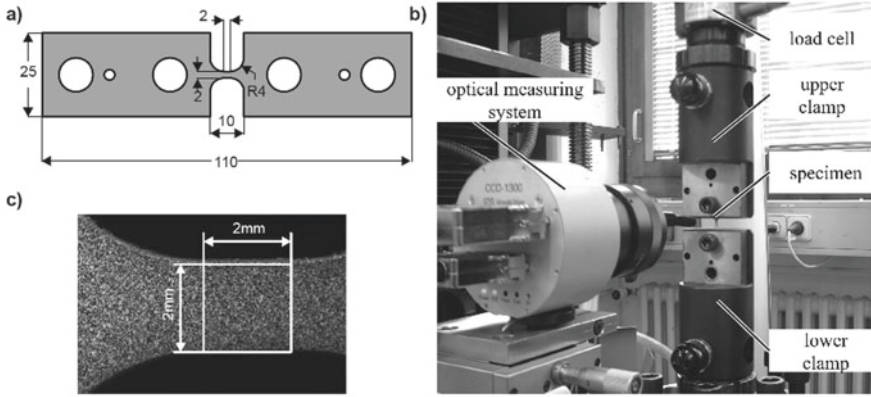 a)
2
25
2
R4
10
110
b)
load cell
optical measuring
system
upper
clamp
specimen
CCD-1300
lower
clamp
c)
2mm
2mm